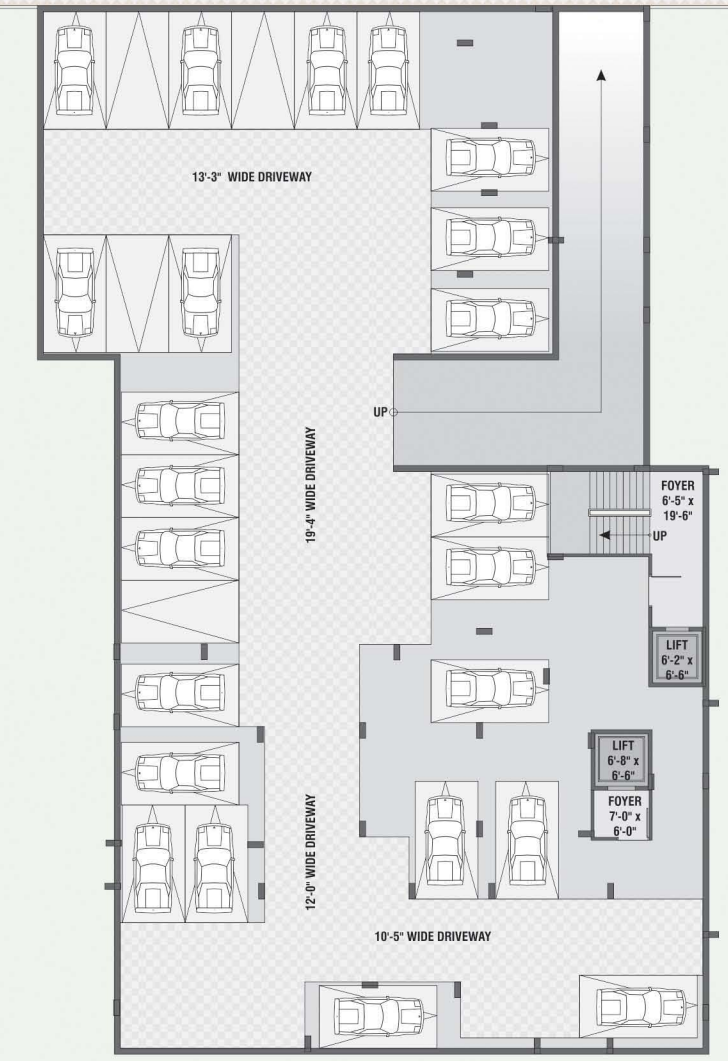 13'-3" WIDE DRIVEWAY
UP
19'-4" WIDE DRIVEWAY
FOYER
6'-5" x
19'-6"
UP
LIFT
6'-2" x
6'-6"
LIFT
6'-8" x
6'-6"
FOYER
7'-0" x
6'-0"
12'-0" WIDE DRIVEWAY
10'-5" WIDE DRIVEWAY